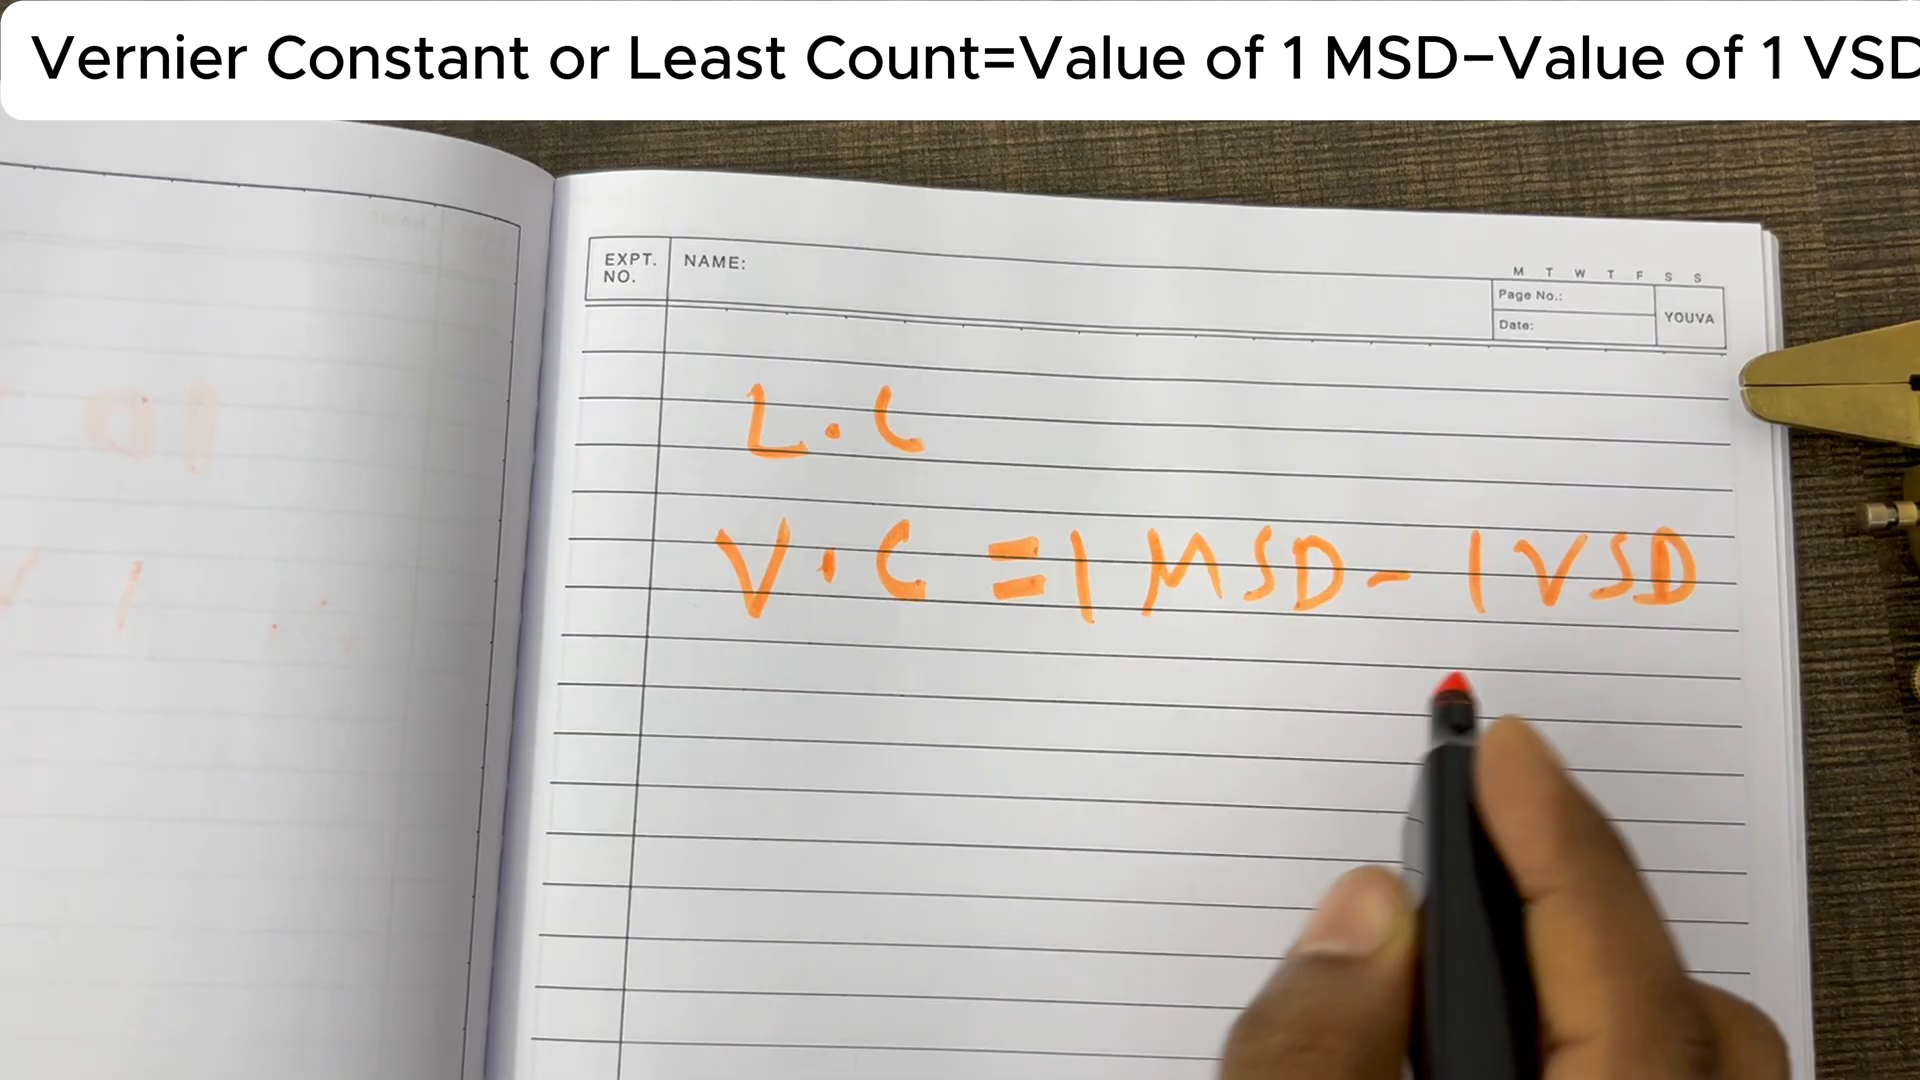 Vernier Constant or Least Count=Value of 1 MSD−Value of 1 VSD
EXPT. NO.
NAME:
M T W T F S S
Page No.:
Date:
YOUVA
L.C
V.C = 1 MSD - 1 VSD